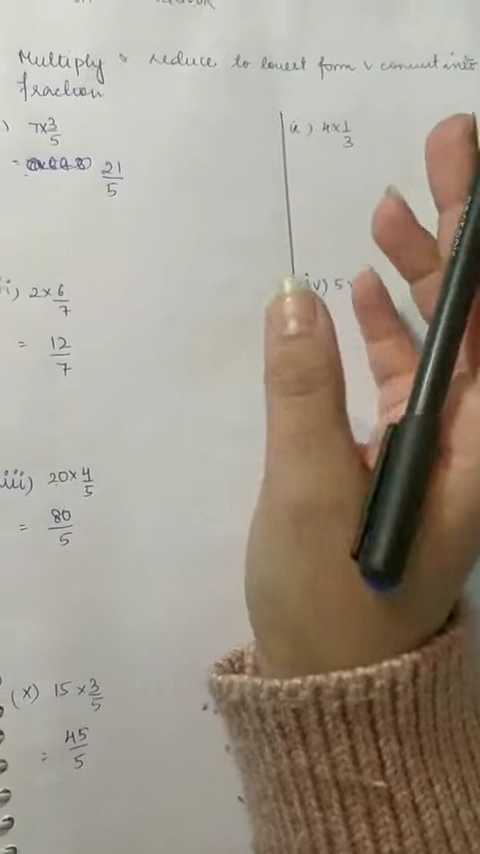 Multiply & reduce to lowest form & convert into
fraction
) 7×3/5
= 21/5
ii) 4×1/3
ii) 2×6/7
= 12/7
iv) 5×
iii) 20×4/5
= 80/5
(x) 15×3/5
= 45/5